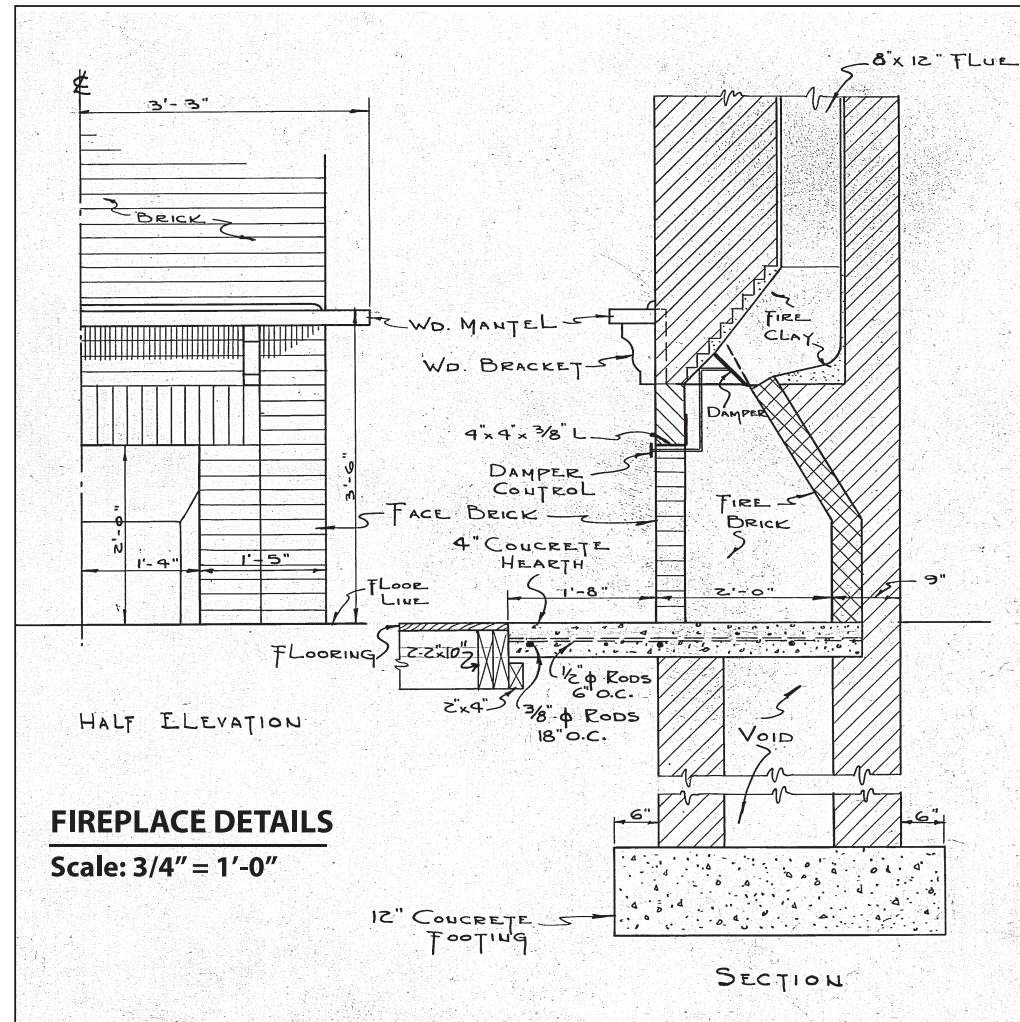 8"x 12" FLUE
℄
3'-3"
BRICK
WD. MANTEL
WD. BRACKET
FIRE
CLAY
DAMPER
4"x 4"x 3/8" L
DAMPER
CONTROL
3'-6"
2'-0"
FACE BRICK
FIRE
BRICK
4" CONCRETE
HEARTH
1'-4"
1'-5"
FLOOR
LINE
1'-8"
2'-0"
9"
FLOORING
2-2"x10"
2"x4"
1/2" φ RODS
6" O.C.
3/8" φ RODS
18" O.C.
HALF ELEVATION
VOID
FIREPLACE DETAILS
Scale: 3/4" = 1'-0"
6"
6"
12" CONCRETE
FOOTING
SECTION